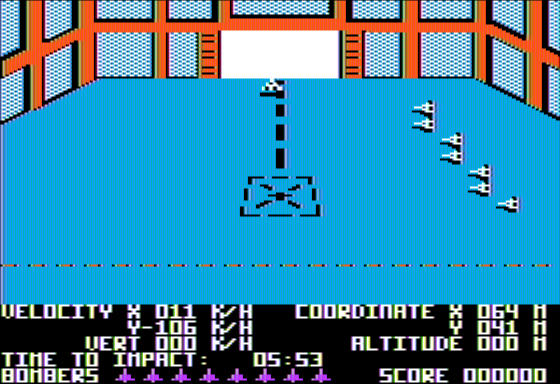 VELOCITY X 011 K/H COORDINATE X 064 M
Y-106 K/H Y 041 M
VERT 000 K/H ALTITUDE 000 M
TIME TO IMPACT: 05:53
BOMBERS SCORE 000000